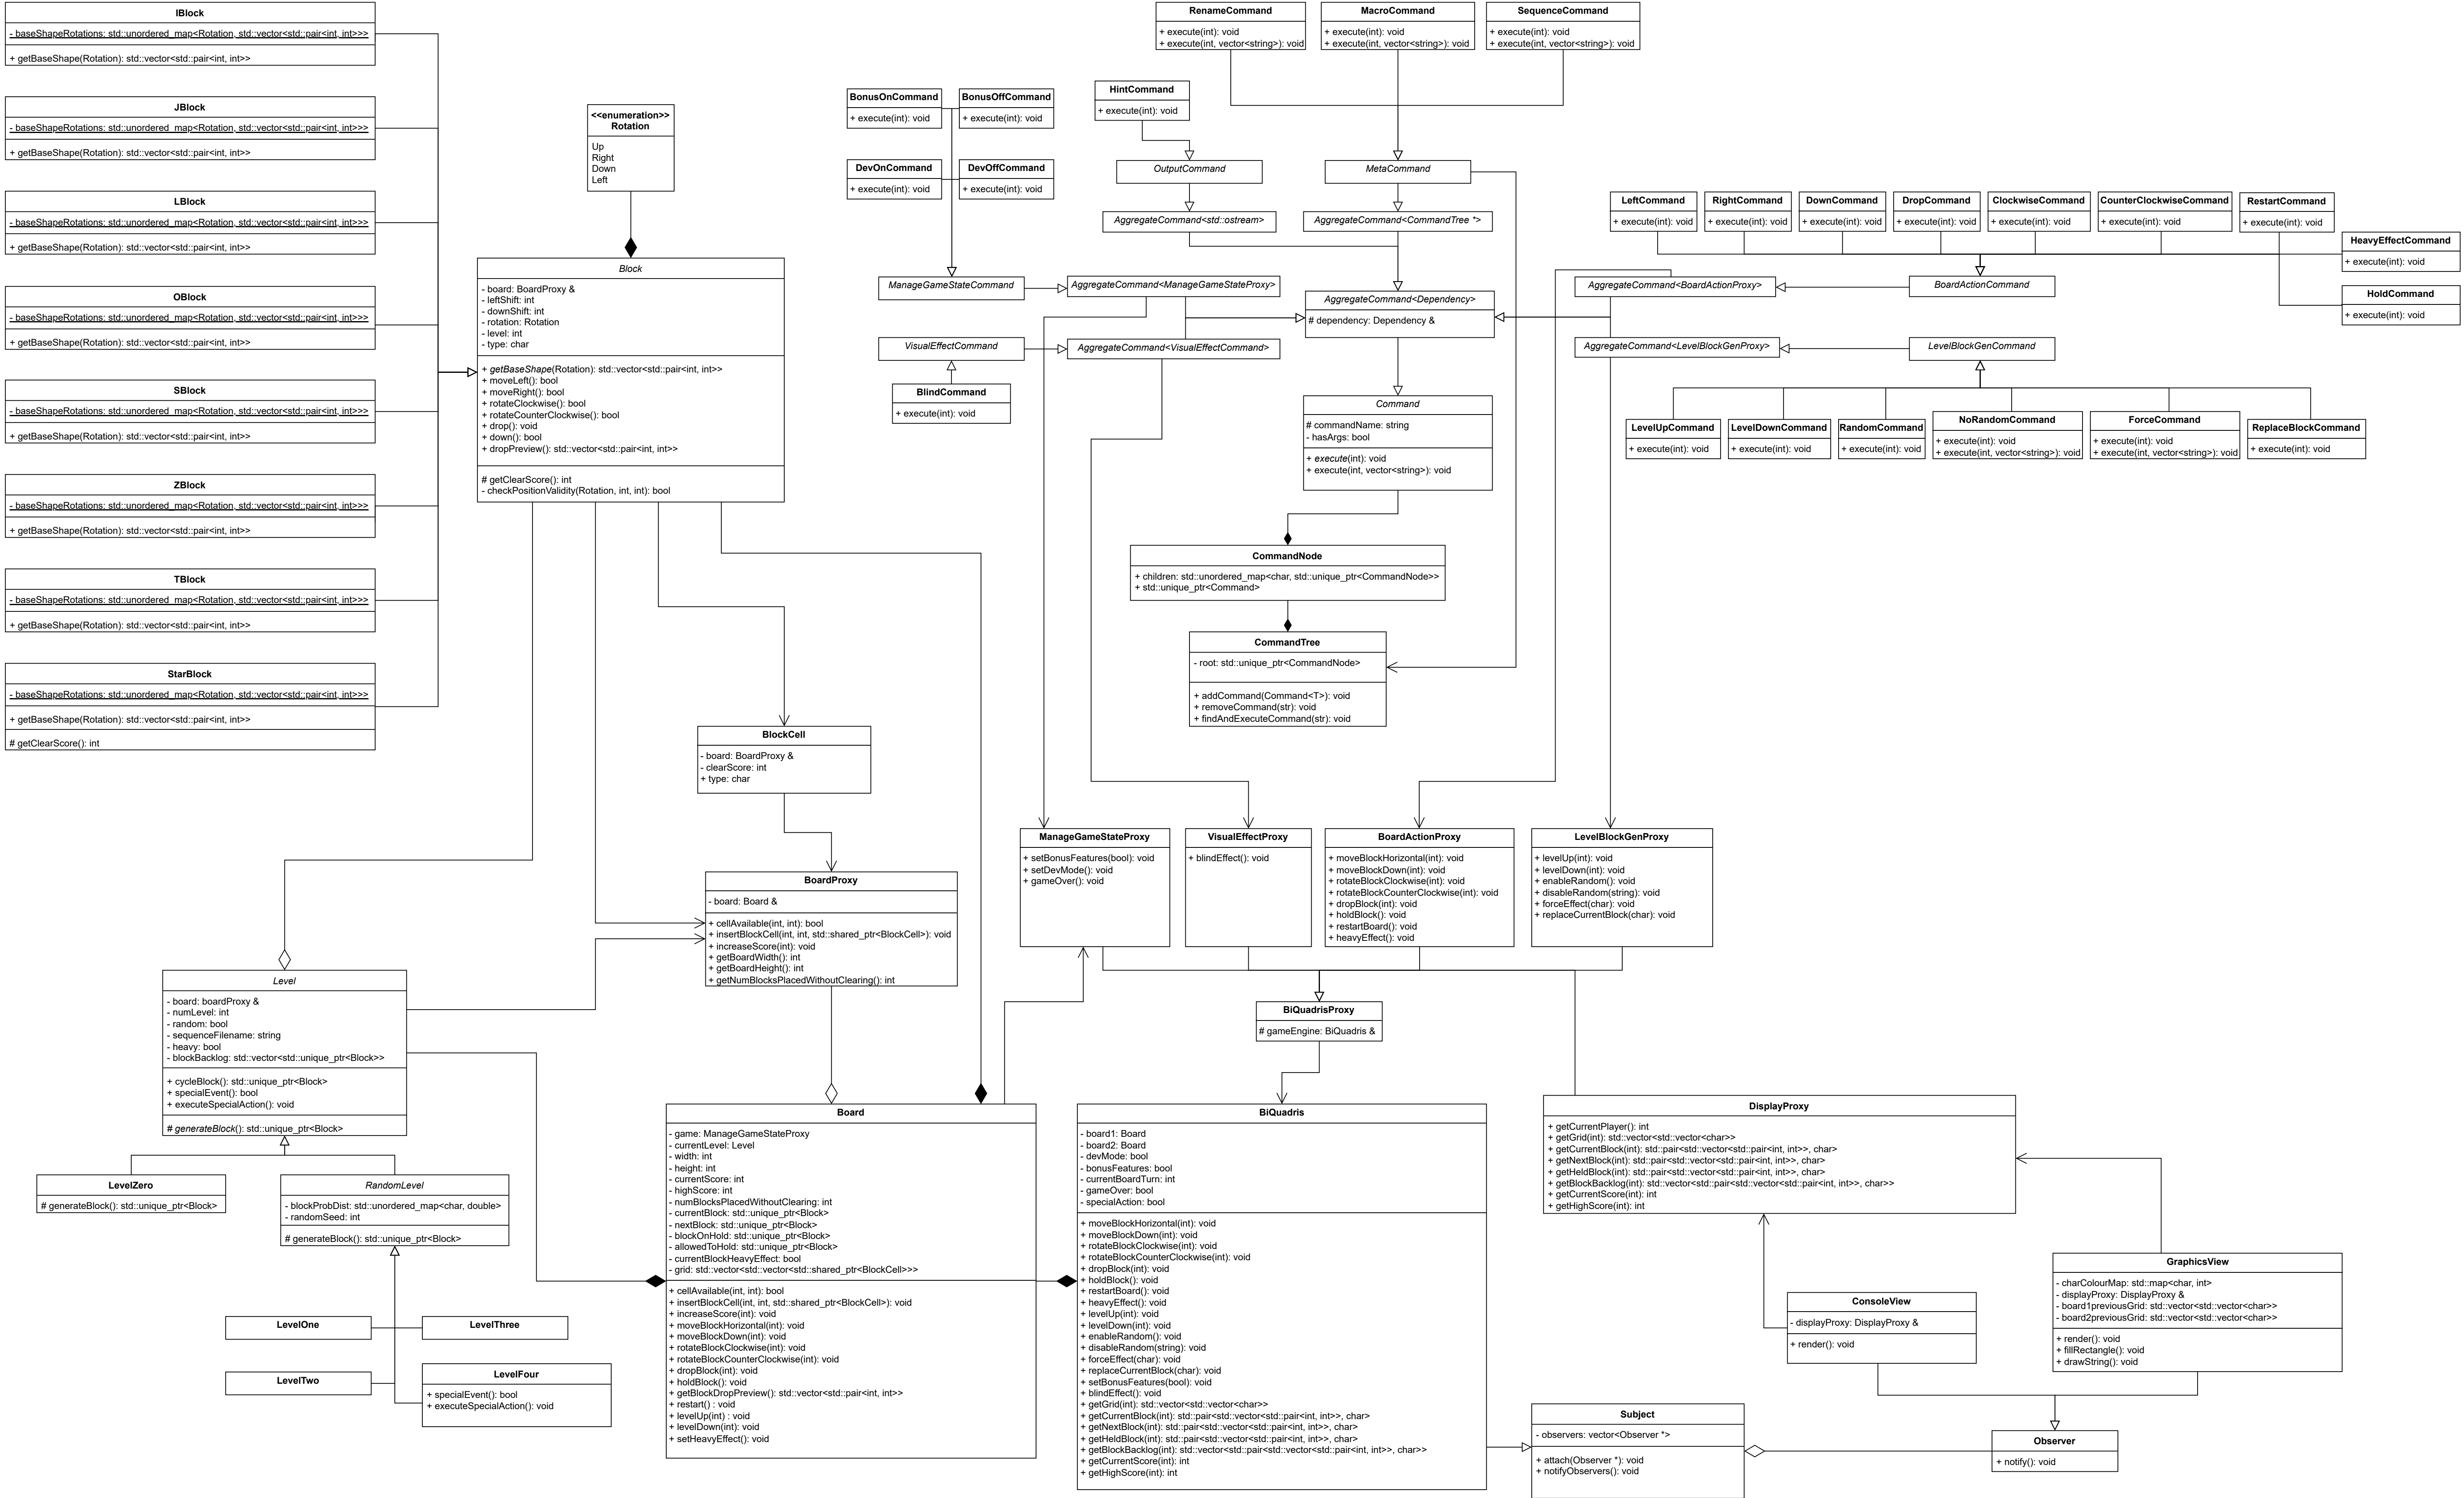 IBlock
- baseShapeRotations: std::unordered_map<Rotation, std::vector<std::pair<int, int>>>
+ getBaseShape(Rotation): std::vector<std::pair<int, int>>
JBlock
- baseShapeRotations: std::unordered_map<Rotation, std::vector<std::pair<int, int>>>
+ getBaseShape(Rotation): std::vector<std::pair<int, int>>
LBlock
- baseShapeRotations: std::unordered_map<Rotation, std::vector<std::pair<int, int>>>
+ getBaseShape(Rotation): std::vector<std::pair<int, int>>
OBlock
- baseShapeRotations: std::unordered_map<Rotation, std::vector<std::pair<int, int>>>
+ getBaseShape(Rotation): std::vector<std::pair<int, int>>
SBlock
- baseShapeRotations: std::unordered_map<Rotation, std::vector<std::pair<int, int>>>
+ getBaseShape(Rotation): std::vector<std::pair<int, int>>
ZBlock
- baseShapeRotations: std::unordered_map<Rotation, std::vector<std::pair<int, int>>>
+ getBaseShape(Rotation): std::vector<std::pair<int, int>>
TBlock
- baseShapeRotations: std::unordered_map<Rotation, std::vector<std::pair<int, int>>>
+ getBaseShape(Rotation): std::vector<std::pair<int, int>>
StarBlock
- baseShapeRotations: std::unordered_map<Rotation, std::vector<std::pair<int, int>>>
+ getBaseShape(Rotation): std::vector<std::pair<int, int>>
# getClearScore(): int
<<enumeration>>
Rotation
Up
Right
Down
Left
Block
- board: BoardProxy &
- leftShift: int
- downShift: int
- rotation: Rotation
- level: int
- type: char
+ getBaseShape(Rotation): std::vector<std::pair<int, int>>
+ moveLeft(): bool
+ moveRight(): bool
+ rotateClockwise(): bool
+ rotateCounterClockwise(): bool
+ drop(): void
+ down(): bool
+ dropPreview(): std::vector<std::pair<int, int>>
# getClearScore(): int
- checkPositionValidity(Rotation, int, int): bool
BonusOnCommand
+ execute(int): void
BonusOffCommand
+ execute(int): void
DevOnCommand
+ execute(int): void
DevOffCommand
+ execute(int): void
ManageGameStateCommand
AggregateCommand<ManageGameStateProxy>
VisualEffectCommand
AggregateCommand<VisualEffectCommand>
BlindCommand
+ execute(int): void
RenameCommand
+ execute(int): void
+ execute(int, vector<string>): void
MacroCommand
+ execute(int): void
+ execute(int, vector<string>): void
SequenceCommand
+ execute(int): void
+ execute(int, vector<string>): void
HintCommand
+ execute(int): void
OutputCommand
MetaCommand
AggregateCommand<std::ostream>
AggregateCommand<CommandTree *>
AggregateCommand<Dependency>
# dependency: Dependency &
Command
# commandName: string
- hasArgs: bool
+ execute(int): void
+ execute(int, vector<string>): void
CommandNode
+ children: std::unordered_map<char, std::unique_ptr<CommandNode>>
+ std::unique_ptr<Command>
CommandTree
- root: std::unique_ptr<CommandNode>
+ addCommand(Command<T>): void
+ removeCommand(str): void
+ findAndExecuteCommand(str): void
LeftCommand
+ execute(int): void
RightCommand
+ execute(int): void
DownCommand
+ execute(int): void
DropCommand
+ execute(int): void
ClockwiseCommand
+ execute(int): void
CounterClockwiseCommand
+ execute(int): void
RestartCommand
+ execute(int): void
HeavyEffectCommand
+ execute(int): void
HoldCommand
+ execute(int): void
AggregateCommand<BoardActionProxy>
BoardActionCommand
AggregateCommand<LevelBlockGenProxy>
LevelBlockGenCommand
LevelUpCommand
+ execute(int): void
LevelDownCommand
+ execute(int): void
RandomCommand
+ execute(int): void
NoRandomCommand
+ execute(int): void
+ execute(int, vector<string>): void
ForceCommand
+ execute(int): void
+ execute(int, vector<string>): void
ReplaceBlockCommand
+ execute(int): void
BlockCell
- board: BoardProxy &
- clearScore: int
+ type: char
BoardProxy
- board: Board &
+ cellAvailable(int, int): bool
+ insertBlockCell(int, int, std::shared_ptr<BlockCell>): void
+ increaseScore(int): void
+ getBoardWidth(): int
+ getBoardHeight(): int
+ getNumBlocksPlacedWithoutClearing(): int
ManageGameStateProxy
+ setBonusFeatures(bool): void
+ setDevMode(): void
+ gameOver(): void
VisualEffectProxy
+ blindEffect(): void
BoardActionProxy
+ moveBlockHorizontal(int): void
+ moveBlockDown(int): void
+ rotateBlockClockwise(int): void
+ rotateBlockCounterClockwise(int): void
+ dropBlock(int): void
+ holdBlock(): void
+ restartBoard(): void
+ heavyEffect(): void
LevelBlockGenProxy
+ levelUp(int): void
+ levelDown(int): void
+ enableRandom(): void
+ disableRandom(string): void
+ forceEffect(char): void
+ replaceCurrentBlock(char): void
BiQuadrisProxy
# gameEngine: BiQuadris &
Level
- board: boardProxy &
- numLevel: int
- random: bool
- sequenceFilename: string
- heavy: bool
- blockBacklog: std::vector<std::unique_ptr<Block>>
+ cycleBlock(): std::unique_ptr<Block>
+ specialEvent(): bool
+ executeSpecialAction(): void
# generateBlock(): std::unique_ptr<Block>
LevelZero
# generateBlock(): std::unique_ptr<Block>
RandomLevel
- blockProbDist: std::unordered_map<char, double>
- randomSeed: int
# generateBlock(): std::unique_ptr<Block>
LevelOne
LevelThree
LevelTwo
LevelFour
+ specialEvent(): bool
+ executeSpecialAction(): void
Board
- game: ManageGameStateProxy
- currentLevel: Level
- width: int
- height: int
- currentScore: int
- highScore: int
- numBlocksPlacedWithoutClearing: int
- currentBlock: std::unique_ptr<Block>
- nextBlock: std::unique_ptr<Block>
- blockOnHold: std::unique_ptr<Block>
- allowedToHold: std::unique_ptr<Block>
- currentBlockHeavyEffect: bool
- grid: std::vector<std::vector<std::shared_ptr<BlockCell>>>
+ cellAvailable(int, int): bool
+ insertBlockCell(int, int, std::shared_ptr<BlockCell>): void
+ increaseScore(int): void
+ moveBlockHorizontal(int): void
+ moveBlockDown(int): void
+ rotateBlockClockwise(int): void
+ rotateBlockCounterClockwise(int): void
+ dropBlock(int): void
+ holdBlock(): void
+ getBlockDropPreview(): std::vector<std::pair<int, int>>
+ restart() : void
+ levelUp(int) : void
+ levelDown(int): void
+ setHeavyEffect(): void
BiQuadris
- board1: Board
- board2: Board
- devMode: bool
- bonusFeatures: bool
- currentBoardTurn: int
- gameOver: bool
- specialAction: bool
+ moveBlockHorizontal(int): void
+ moveBlockDown(int): void
+ rotateBlockClockwise(int): void
+ rotateBlockCounterClockwise(int): void
+ dropBlock(int): void
+ holdBlock(): void
+ restartBoard(): void
+ heavyEffect(): void
+ levelUp(int): void
+ levelDown(int): void
+ enableRandom(): void
+ disableRandom(string): void
+ forceEffect(char): void
+ replaceCurrentBlock(char): void
+ setBonusFeatures(bool): void
+ blindEffect(): void
+ getGrid(int): std::vector<std::vector<char>>
+ getCurrentBlock(int): std::pair<std::vector<std::pair<int, int>>, char>
+ getNextBlock(int): std::pair<std::vector<std::pair<int, int>>, char>
+ getHeldBlock(int): std::pair<std::vector<std::pair<int, int>>, char>
+ getBlockBacklog(int): std::vector<std::pair<std::vector<std::pair<int, int>>, char>>
+ getCurrentScore(int): int
+ getHighScore(int): int
DisplayProxy
+ getCurrentPlayer(): int
+ getGrid(int): std::vector<std::vector<char>>
+ getCurrentBlock(int): std::pair<std::vector<std::pair<int, int>>, char>
+ getNextBlock(int): std::pair<std::vector<std::pair<int, int>>, char>
+ getHeldBlock(int): std::pair<std::vector<std::pair<int, int>>, char>
+ getBlockBacklog(int): std::vector<std::pair<std::vector<std::pair<int, int>>, char>>
+ getCurrentScore(int): int
+ getHighScore(int): int
GraphicsView
- charColourMap: std::map<char, int>
- displayProxy: DisplayProxy &
- board1previousGrid: std::vector<std::vector<char>>
- board2previousGrid: std::vector<std::vector<char>>
+ render(): void
+ fillRectangle(): void
+ drawString(): void
ConsoleView
- displayProxy: DisplayProxy &
+ render(): void
Subject
- observers: vector<Observer *>
+ attach(Observer *): void
+ notifyObservers(): void
Observer
+ notify(): void